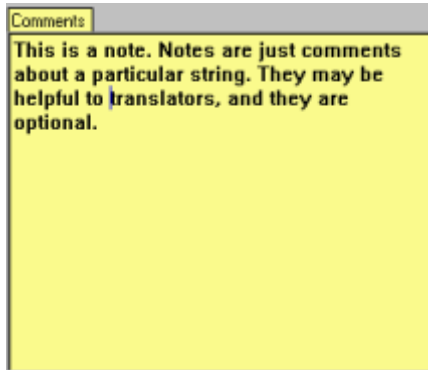 Comments
This is a note. Notes are just comments
about a particular string. They may be
helpful to translators, and they are
optional.